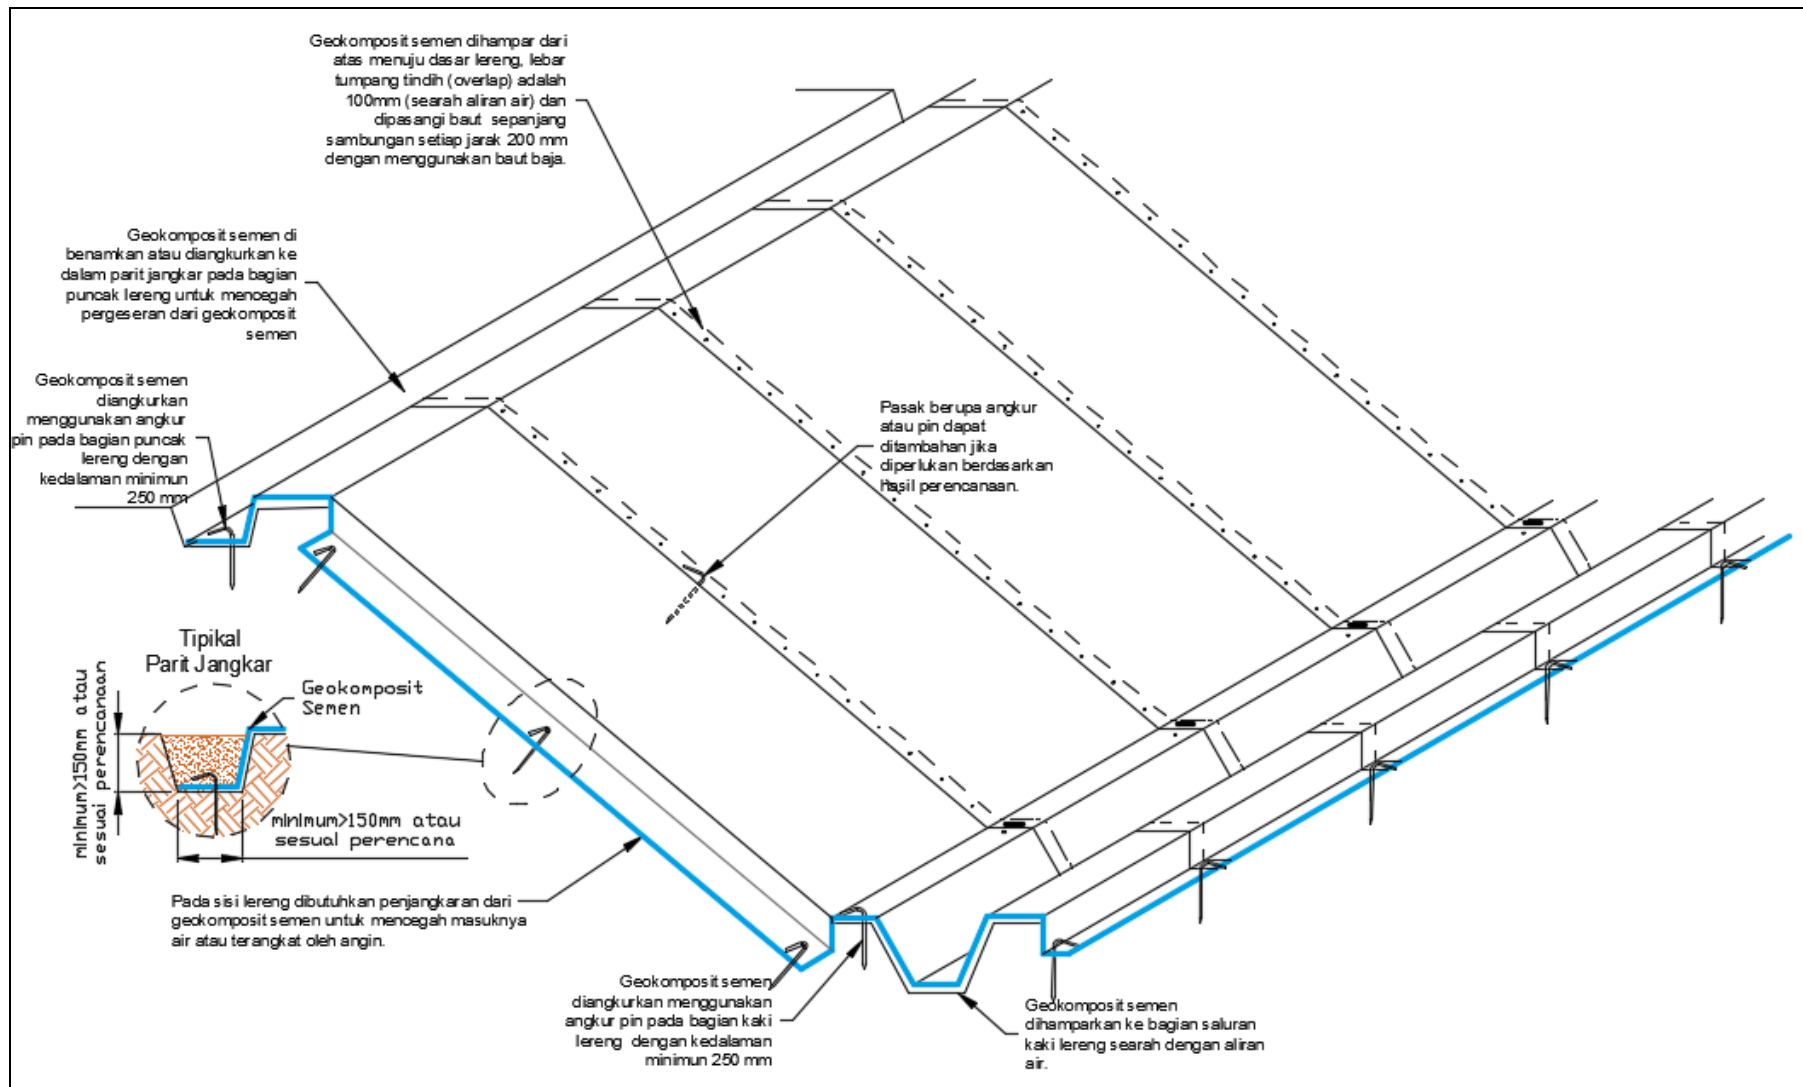 Geokomposit semen dihampar dari
atas menuju dasar lereng, lebar
tumpang tindih (overlap) adalah
100mm (searah aliran air) dan
dipasangi baut sepanjang
sambungan setiap jarak 200 mm
dengan menggunakan baut baja.
Geokomposit semen di
benamkan atau diangkurkan ke
dalam parit jangkar pada bagian
puncak lereng untuk mencegah
pergeseran dari geokomposit
semen
Geokomposit semen
diangkurkan
menggunakan angkur
pin pada bagian puncak
lereng dengan
kedalaman minimun
250 mm
Pasak berupa angkur
atau pin dapat
ditambahan jika
diperlukan berdasarkan
hasil perencanaan.
Tipikal
Parit Jangkar
Geokomposit
Semen
minimum>150mm atau
sesuai perencanaan
minimum>150mm atau
sesuai perencana
Pada sisi lereng dibutuhkan penjangkaran dari
geokomposit semen untuk mencegah masuknya
air atau terangkat oleh angin.
Geokomposit semen
diangkurkan menggunakan
angkur pin pada bagian kaki
lereng dengan kedalaman
minimun 250 mm
Geokomposit semen
dihamparkan ke bagian saluran
kaki lereng searah dengan aliran
air.